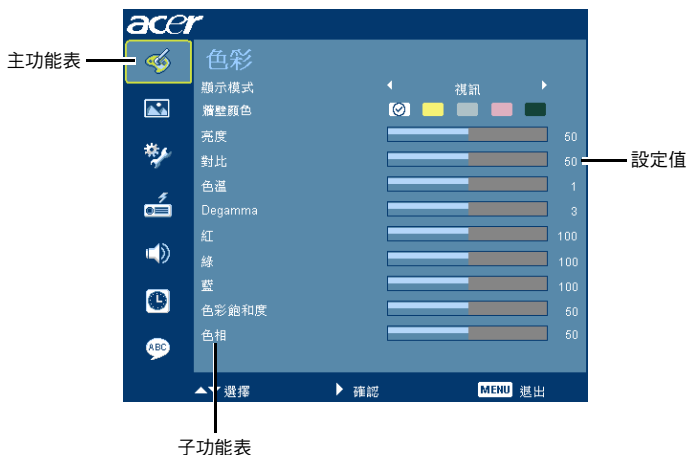 acer
主功能表
色彩
顯示模式 視訊
牆壁顏色
亮度 50
對比 50
設定值
色溫 1
Degamma 3
紅 100
綠 100
藍 100
色彩飽和度 50
色相 50
ABC
選擇 確認 MENU 退出
子功能表